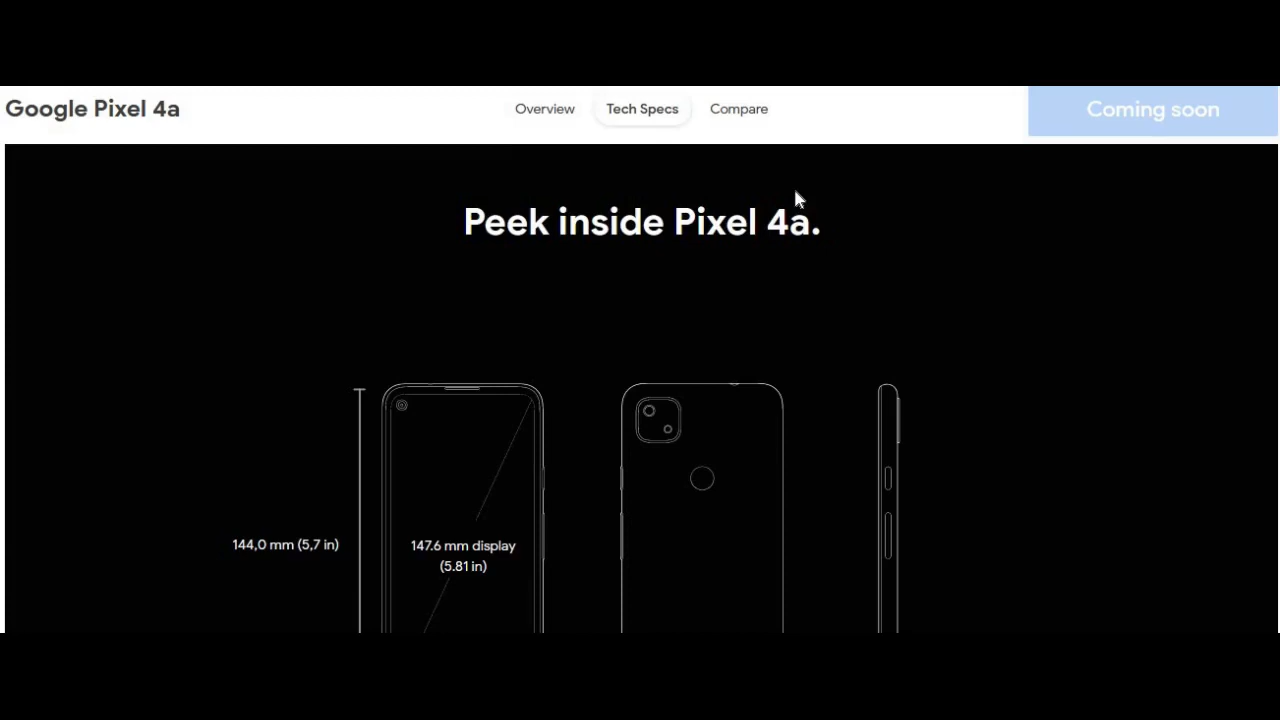 Google Pixel 4a
Overview
Tech Specs
Compare
Coming soon
Peek inside Pixel 4a.
144,0 mm (5,7 in)
147.6 mm display
(5.81 in)